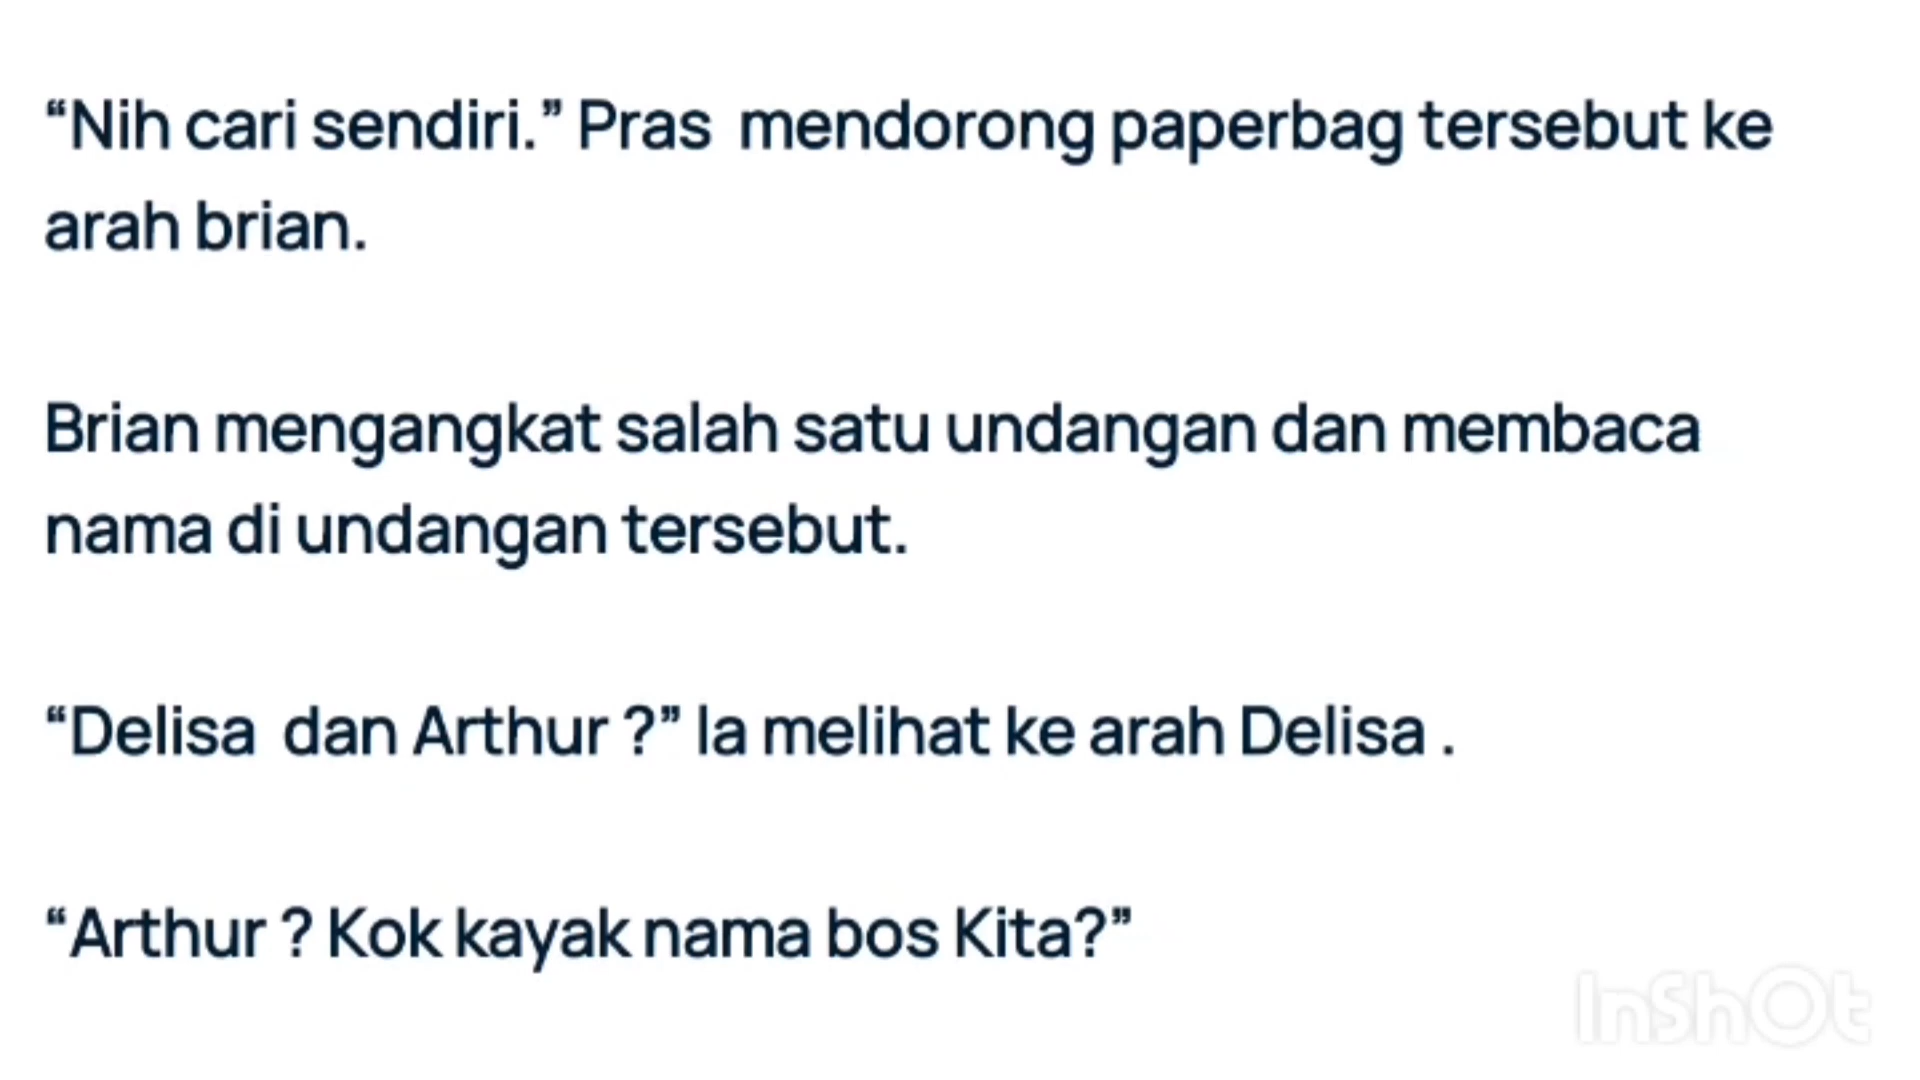 “Nih cari sendiri.” Pras  mendorong paperbag tersebut ke
arah brian.
Brian mengangkat salah satu undangan dan membaca
nama di undangan tersebut.
“Delisa  dan Arthur ?” Ia melihat ke arah Delisa .
“Arthur ? Kok kayak nama bos Kita?”
InShOt